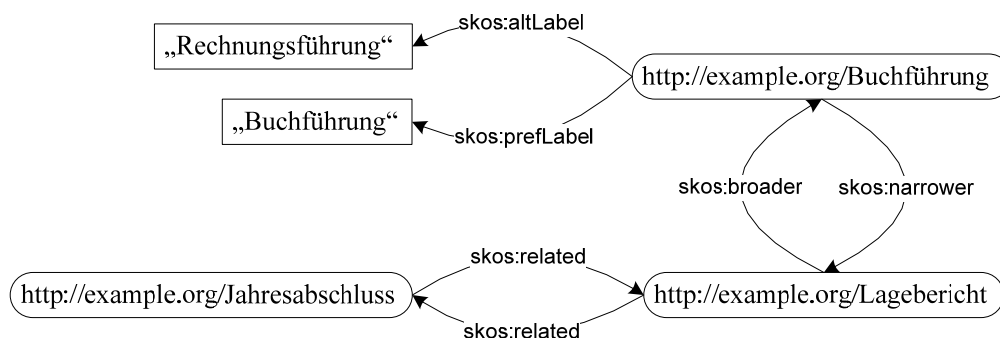 skos:altLabel
„Rechnungsführung“
http://example.org/Buchführung
„Buchführung“
skos:prefLabel
skos:broader
skos:narrower
skos:related
http://example.org/Jahresabschluss
http://example.org/Lagebericht
skos:related